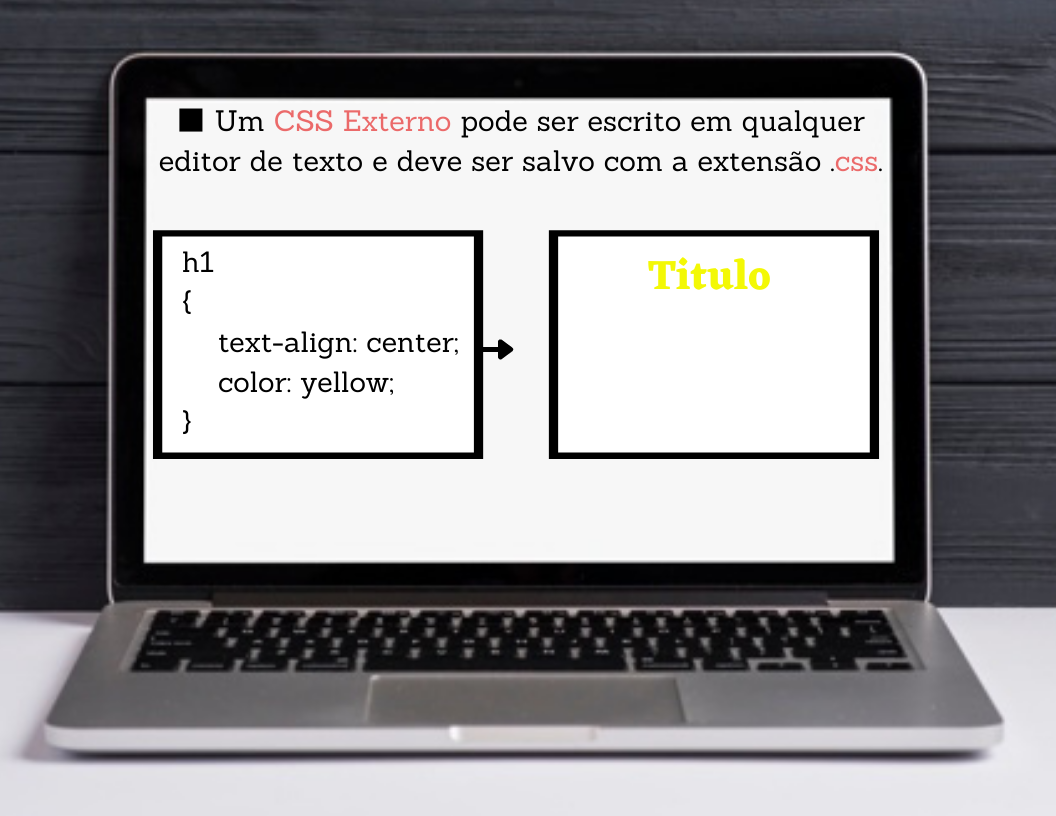 ■ Um CSS Externo pode ser escrito em qualquer
editor de texto e deve ser salvo com a extensão .css.
h1
{
text-align: center;
color: yellow;
}
Titulo